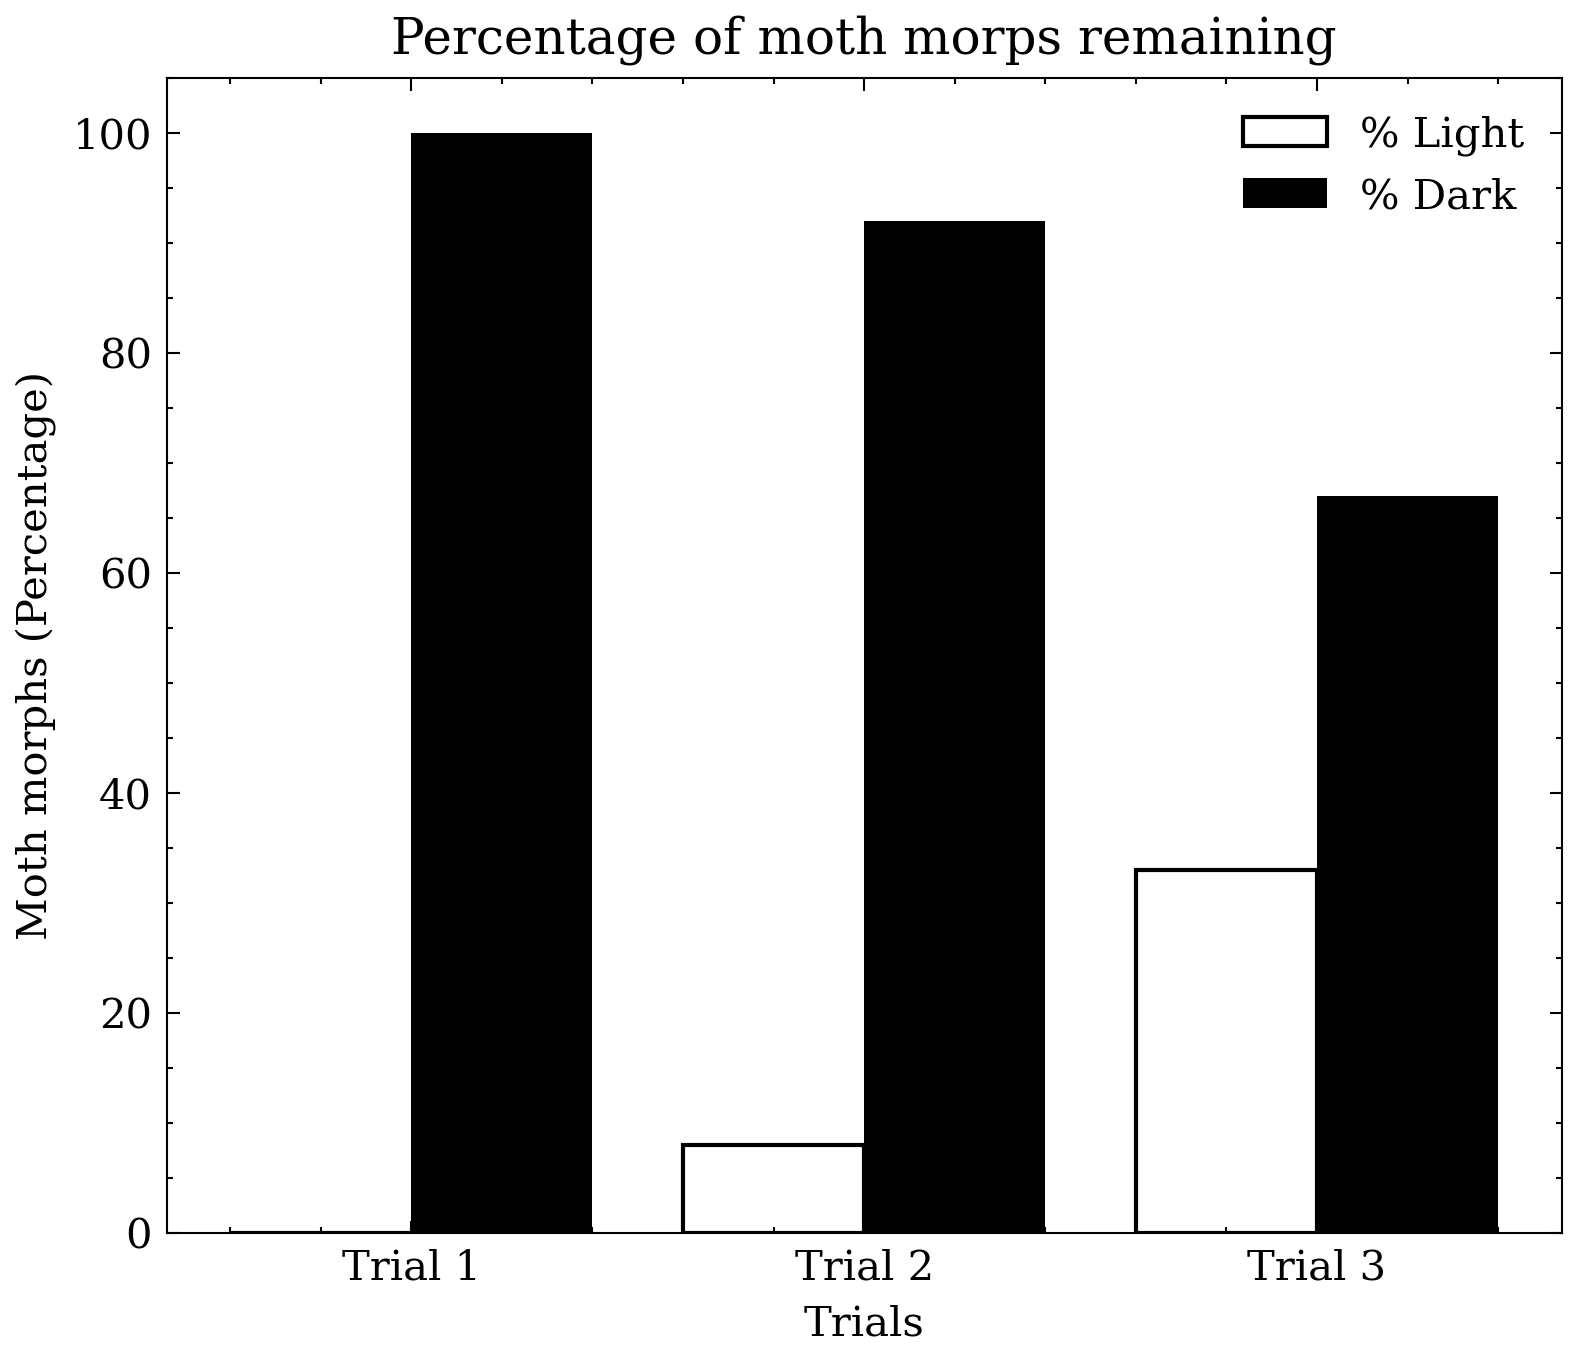 Percentage of moth morps remaining
% Light
% Dark
Moth morphs (Percentage)
100
80
60
40
20
0
Trial 1
Trial 2
Trial 3
Trials